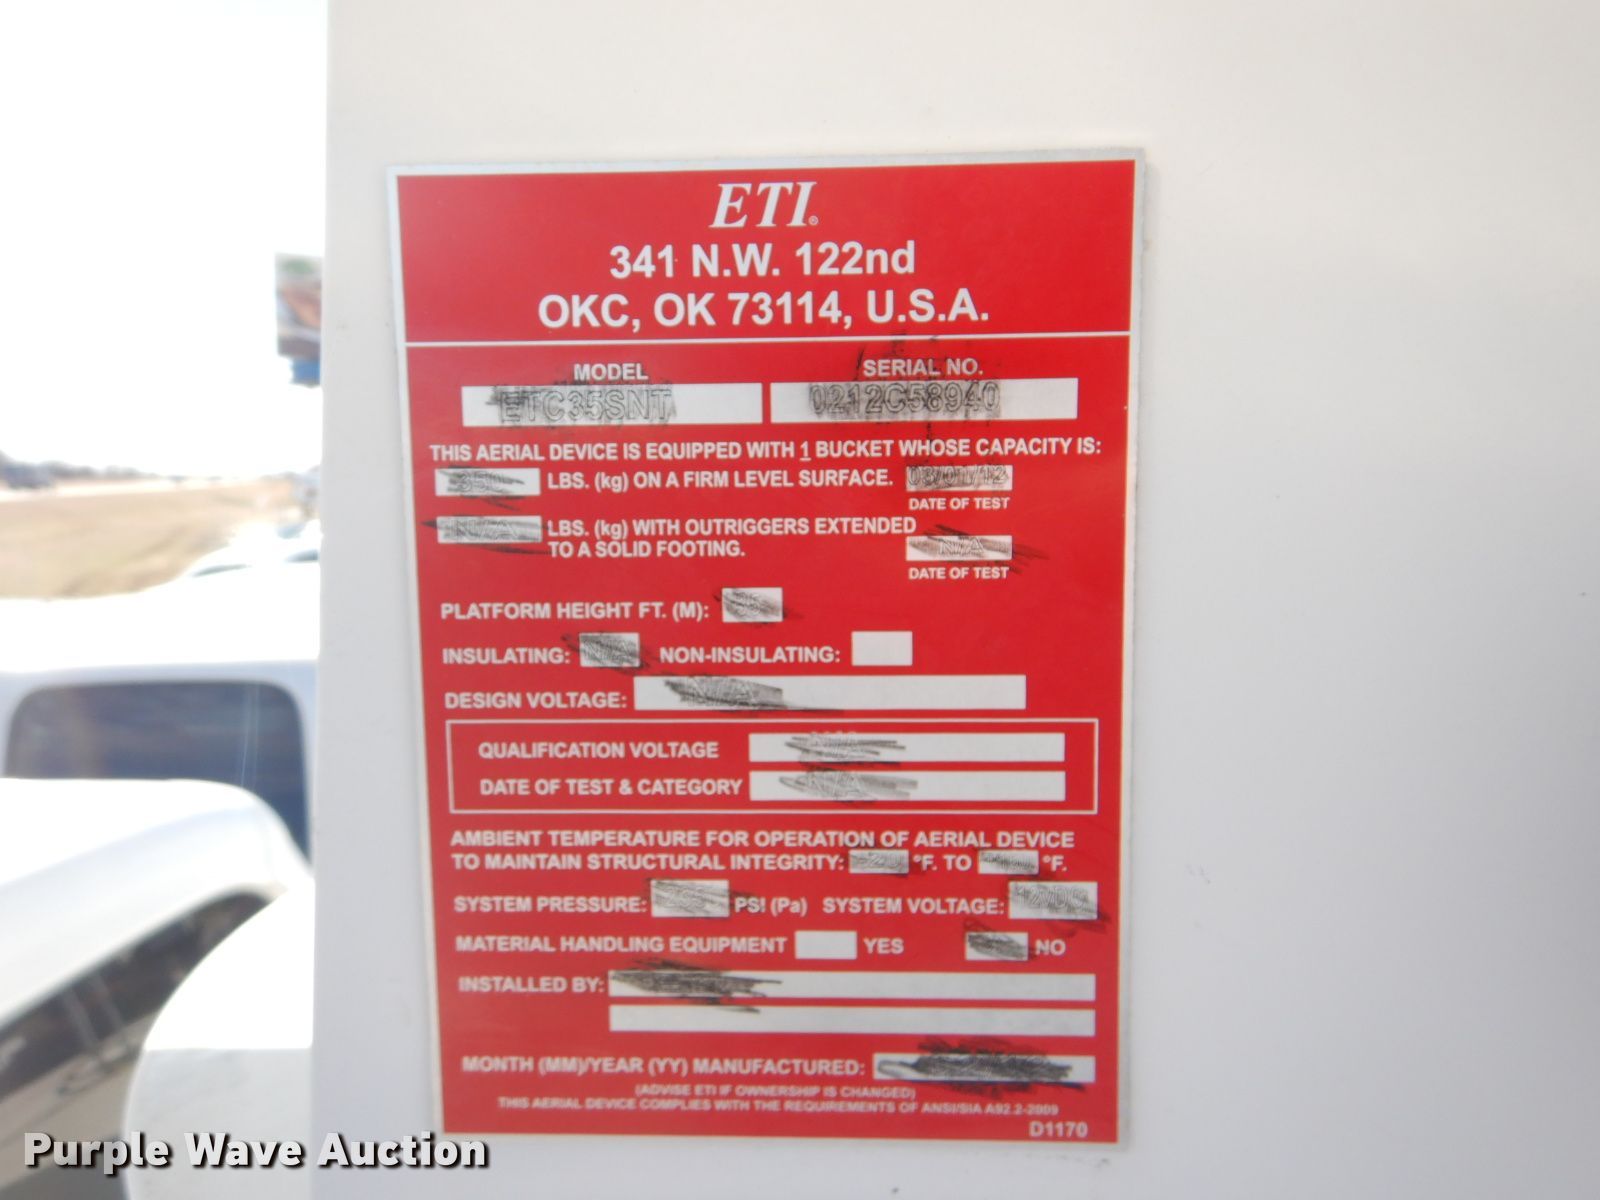 ETI®
341 N.W. 122nd
OKC, OK 73114, U.S.A.
MODEL SERIAL NO.
ETC35SNT 0212C58940
THIS AERIAL DEVICE IS EQUIPPED WITH 1 BUCKET WHOSE CAPACITY IS:
350 LBS. (kg) ON A FIRM LEVEL SURFACE. 03/01/12
DATE OF TEST
N/A LBS. (kg) WITH OUTRIGGERS EXTENDED
TO A SOLID FOOTING. N/A
DATE OF TEST
PLATFORM HEIGHT FT. (M):
INSULATING: NON-INSULATING:
DESIGN VOLTAGE:
QUALIFICATION VOLTAGE
DATE OF TEST & CATEGORY N/A
AMBIENT TEMPERATURE FOR OPERATION OF AERIAL DEVICE
TO MAINTAIN STRUCTURAL INTEGRITY: °F. TO °F.
SYSTEM PRESSURE: PSI (Pa) SYSTEM VOLTAGE: 12VDC
MATERIAL HANDLING EQUIPMENT YES NO
INSTALLED BY:
MONTH (MM)/YEAR (YY) MANUFACTURED:
(ADVISE ETI IF OWNERSHIP IS CHANGED)
THIS AERIAL DEVICE COMPLIES WITH THE REQUIREMENTS OF ANSI/SIA A92.2-2009
D1170
Purple Wave Auction